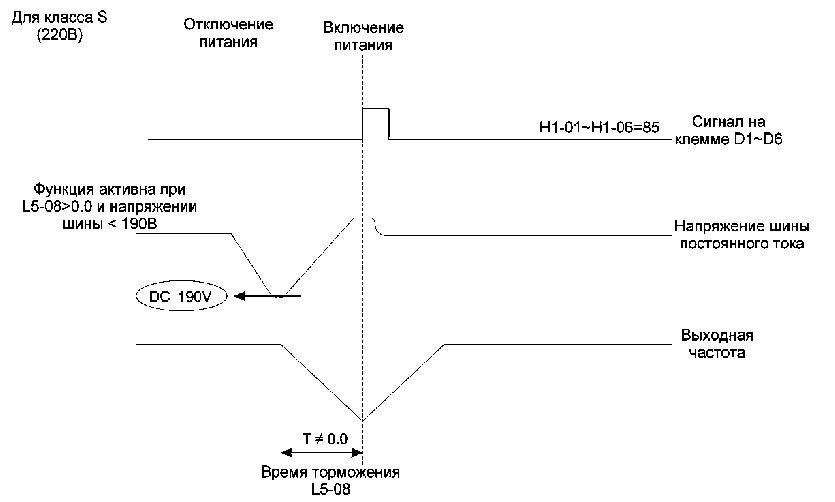 Для класса S
(220В)
Отключение
питания
Включение
питания
H1-01~H1-06=85
Сигнал на
клемме D1~D6
Функция активна при
L5-08>0.0 и напряжении
шины < 190В
Напряжение шины
постоянного тока
DC 190V
Выходная
частота
T ≠ 0.0
Время торможения
L5-08